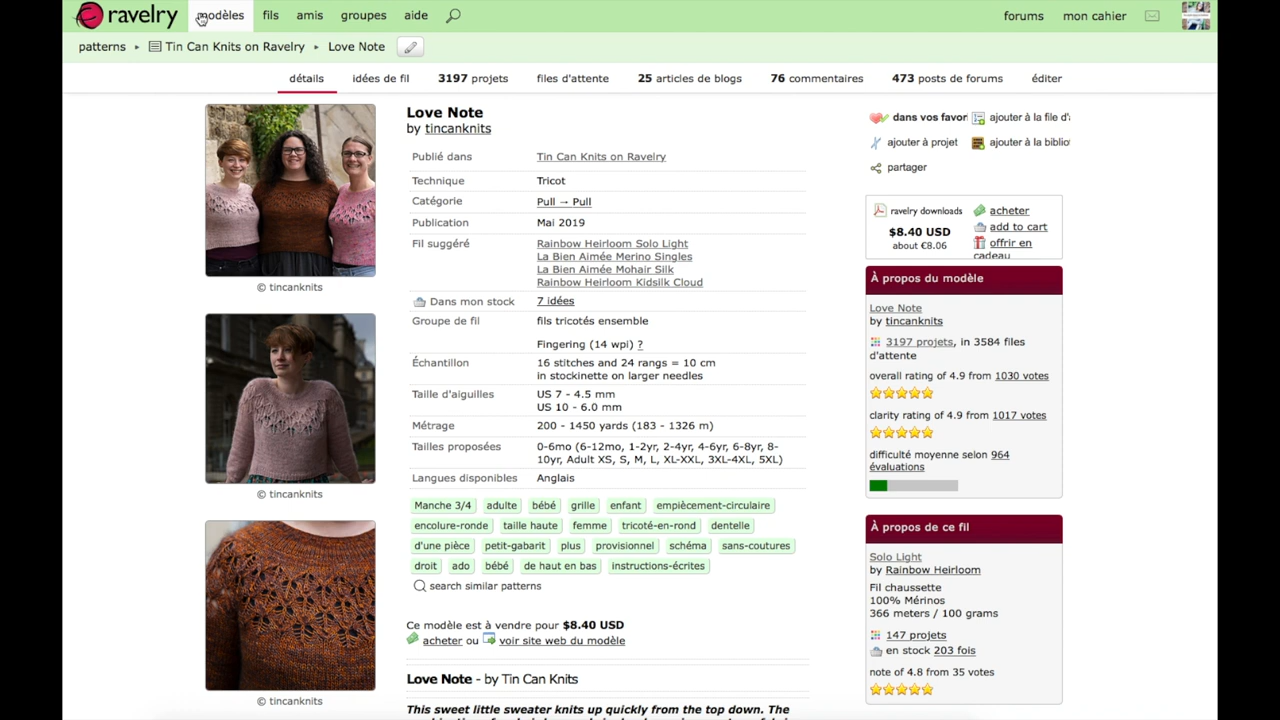 ravelry modèles fils amis groupes aide forums mon cahier
patterns ▸ Tin Can Knits on Ravelry ▸ Love Note
détails idées de fil 3197 projets files d'attente 25 articles de blogs 76 commentaires 473 posts de forums éditer
© tincanknits
© tincanknits
© tincanknits
Love Note
by tincanknits
Publié dans Tin Can Knits on Ravelry
Technique Tricot
Catégorie Pull → Pull
Publication Mai 2019
Fil suggéré Rainbow Heirloom Solo Light
La Bien Aimée Merino Singles
La Bien Aimée Mohair Silk
Rainbow Heirloom Kidsilk Cloud
Dans mon stock 7 idées
Groupe de fil fils tricotés ensemble
Fingering (14 wpi) ?
Échantillon 16 stitches and 24 rangs = 10 cm
in stockinette on larger needles
Taille d'aiguilles US 7 - 4.5 mm
US 10 - 6.0 mm
Métrage 200 - 1450 yards (183 - 1326 m)
Tailles proposées 0-6mo (6-12mo, 1-2yr, 2-4yr, 4-6yr, 6-8yr, 8-
10yr, Adult XS, S, M, L, XL-XXL, 3XL-4XL, 5XL)
Langues disponibles Anglais
Manche 3/4 adulte bébé grille enfant empiècement-circulaire
encolure-ronde taille haute femme tricoté-en-rond dentelle
d'une pièce petit-gabarit plus provisionnel schéma sans-coutures
droit ado bébé de haut en bas instructions-écrites
search similar patterns
Ce modèle est à vendre pour $8.40 USD
acheter ou voir site web du modèle
Love Note - by Tin Can Knits
This sweet little sweater knits up quickly from the top down. The
dans vos favor ajouter à la file d'a
ajouter à projet ajouter à la biblio
partager
ravelry downloads
$8.40 USD
about €8.06
acheter
add to cart
offrir en
cadeau
À propos du modèle
Love Note
by tincanknits
3197 projets, in 3584 files
d'attente
overall rating of 4.9 from 1030 votes
clarity rating of 4.9 from 1017 votes
difficulté moyenne selon 964
évaluations
À propos de ce fil
Solo Light
by Rainbow Heirloom
Fil chaussette
100% Mérinos
366 meters / 100 grams
147 projets
en stock 203 fois
note of 4.8 from 35 votes